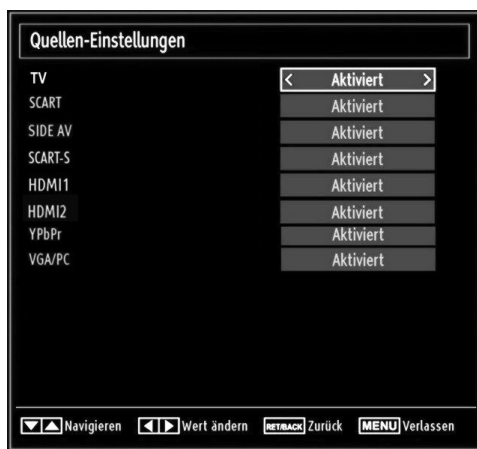 Quellen-Einstellungen
TV < Aktiviert >
SCART Aktiviert
SIDE AV Aktiviert
SCART-S Aktiviert
HDMI1 Aktiviert
HDMI2 Aktiviert
YPbPr Aktiviert
VGA/PC Aktiviert
Navigieren Wert ändern RET/BACK Zurück MENU Verlassen